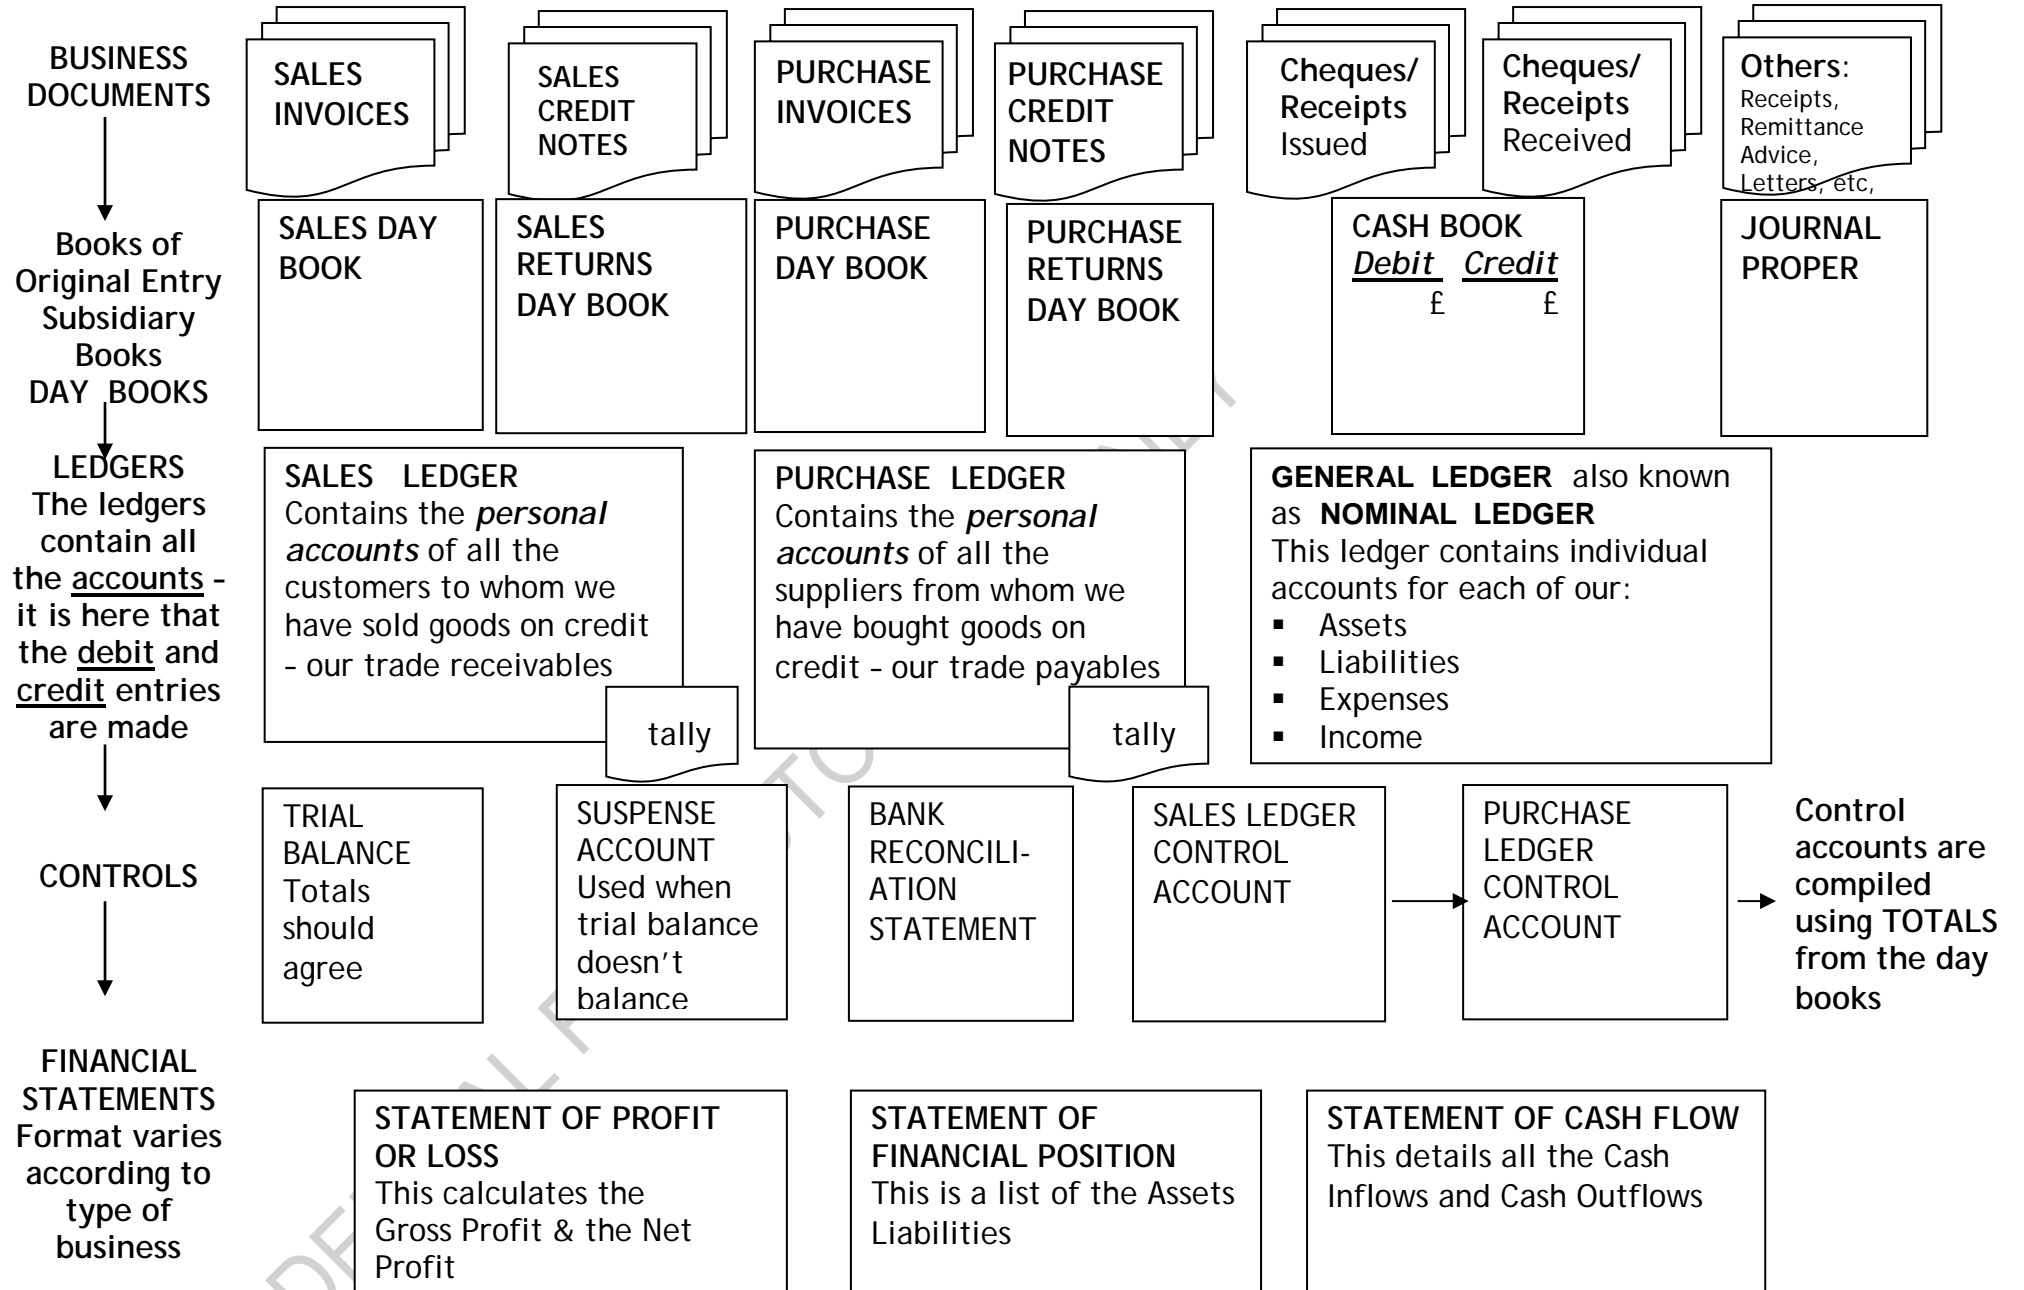 BUSINESS
DOCUMENTS
SALES
INVOICES
SALES
CREDIT
NOTES
PURCHASE
INVOICES
PURCHASE
CREDIT
NOTES
Cheques/
Receipts
Issued
Cheques/
Receipts
Received
Others:
Receipts,
Remittance
Advice,
Letters, etc,
Books of
Original Entry
Subsidiary
Books
DAY BOOKS
SALES DAY
BOOK
SALES
RETURNS
DAY BOOK
PURCHASE
DAY BOOK
PURCHASE
RETURNS
DAY BOOK
CASH BOOK
Debit Credit
£ £
JOURNAL
PROPER
LEDGERS
The ledgers
contain all
the accounts -
it is here that
the debit and
credit entries
are made
SALES LEDGER
Contains the personal
accounts of all the
customers to whom we
have sold goods on credit
- our trade receivables
tally
PURCHASE LEDGER
Contains the personal
accounts of all the
suppliers from whom we
have bought goods on
credit - our trade payables
tally
GENERAL LEDGER also known
as NOMINAL LEDGER
This ledger contains individual
accounts for each of our:
▪ Assets
▪ Liabilities
▪ Expenses
▪ Income
CONTROLS
TRIAL
BALANCE
Totals
should
agree
SUSPENSE
ACCOUNT
Used when
trial balance
doesn't
balance
BANK
RECONCILI-
ATION
STATEMENT
SALES LEDGER
CONTROL
ACCOUNT
PURCHASE
LEDGER
CONTROL
ACCOUNT
Control
accounts are
compiled
using TOTALS
from the day
books
FINANCIAL
STATEMENTS
Format varies
according to
type of
business
STATEMENT OF PROFIT
OR LOSS
This calculates the
Gross Profit & the Net
Profit
STATEMENT OF
FINANCIAL POSITION
This is a list of the Assets
Liabilities
STATEMENT OF CASH FLOW
This details all the Cash
Inflows and Cash Outflows